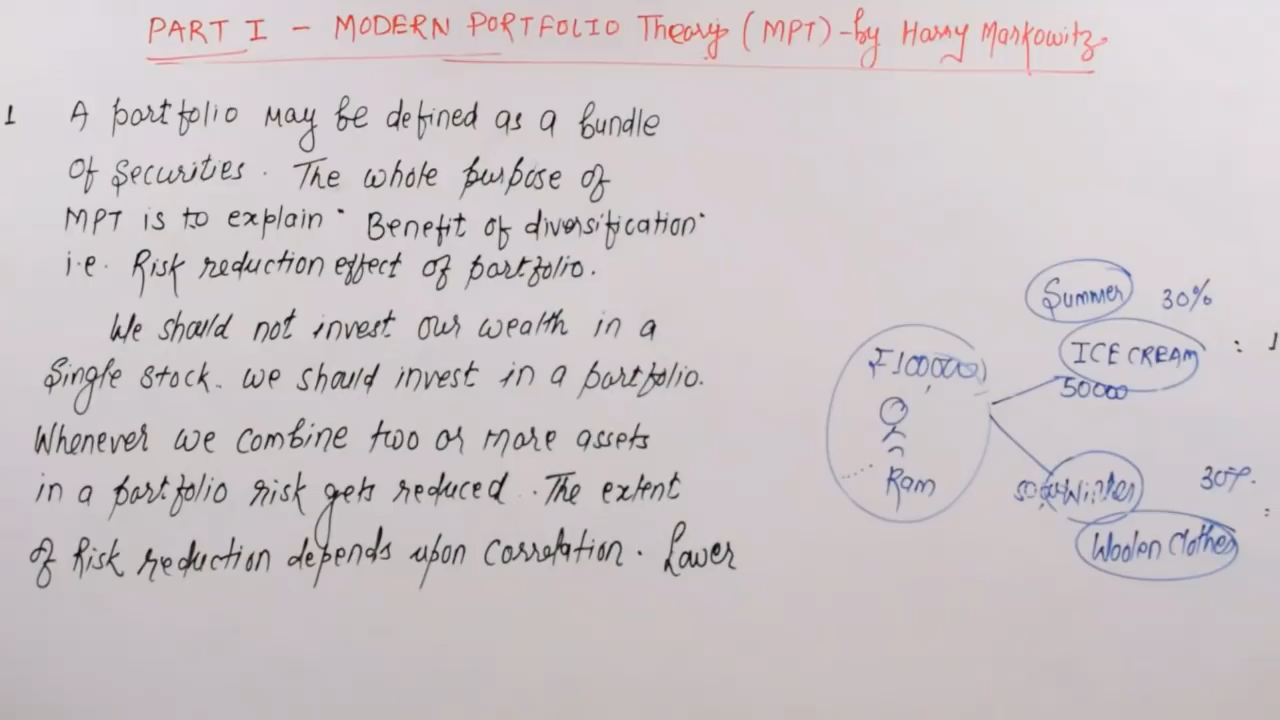 PART I - MODERN PORTFOLIO Theory (MPT) -by Harry Markowitz
1 A portfolio may be defined as a bundle
of securities. The whole purpose of
MPT is to explain "Benefit of diversification"
i.e. Risk reduction effect of portfolio.
We should not invest our wealth in a
single stock. we should invest in a portfolio.
Whenever we combine two or more assets
in a portfolio risk gets reduced. The extent
of Risk reduction depends upon correlation. Lower
Summer 30%
ICE CREAM :
50000
₹100000
Ram
Winter 30%
:
Woolen Clothes